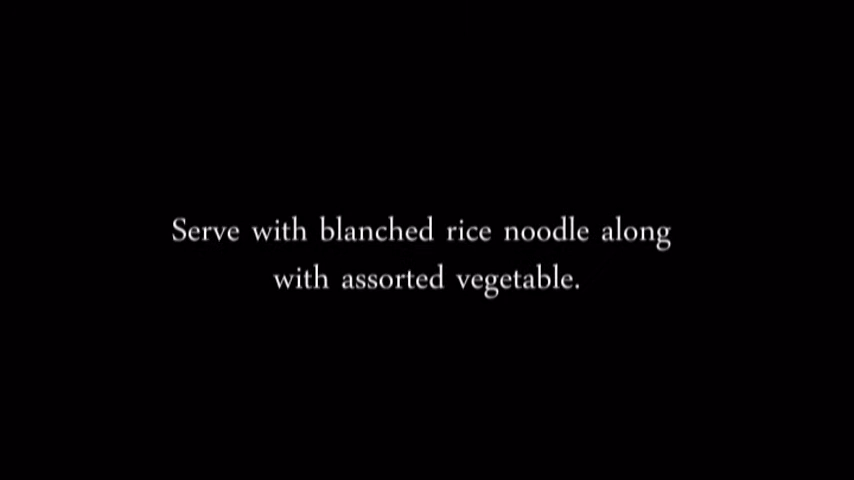 Serve with blanched rice noodle along
with assorted vegetable.